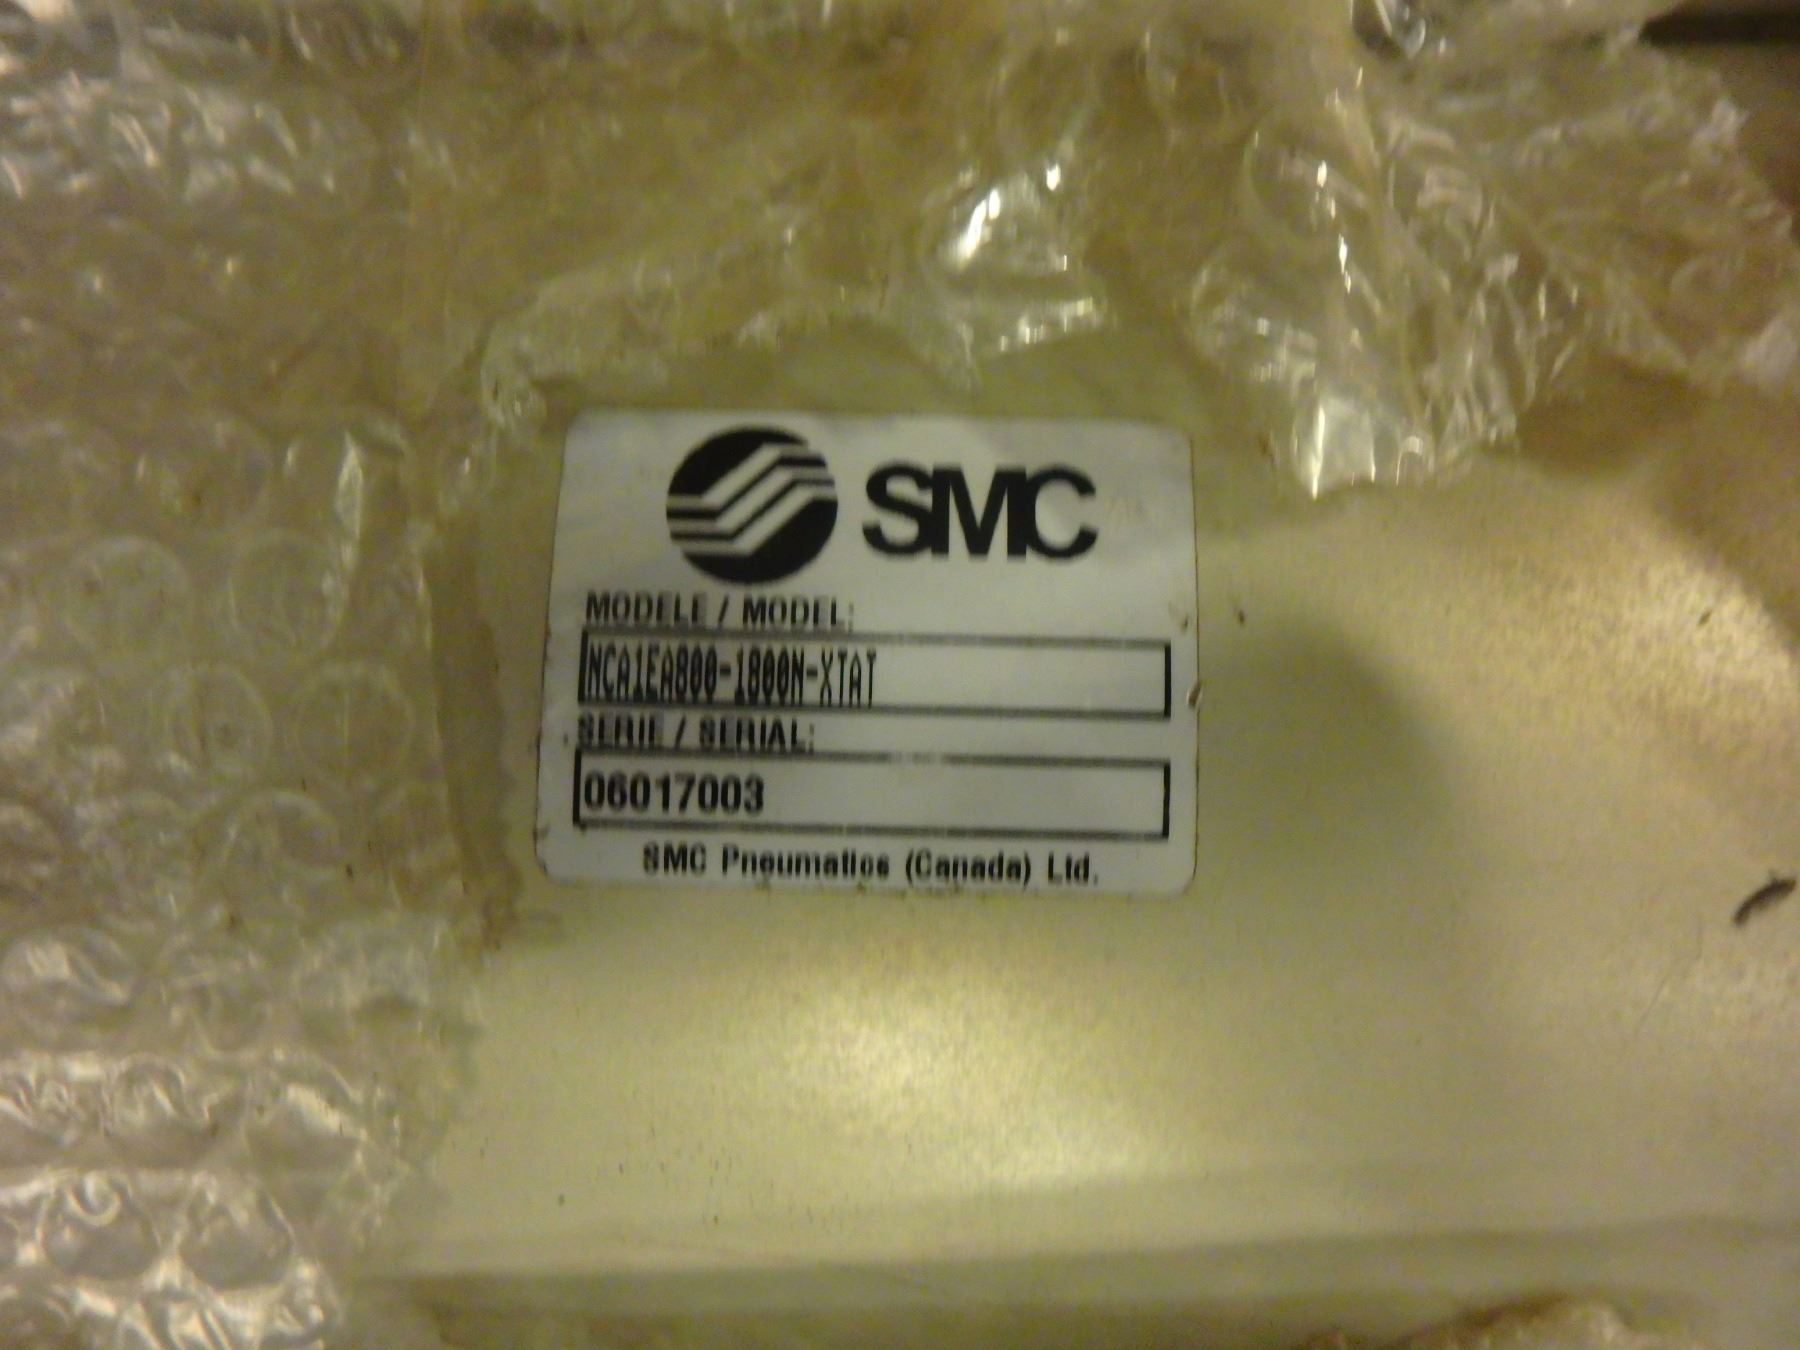 SMC
MODELE / MODEL:
NCA1EA800-1800N-XTAT
SERIE / SERIAL:
06017003
SMC Pneumatics (Canada) Ltd.